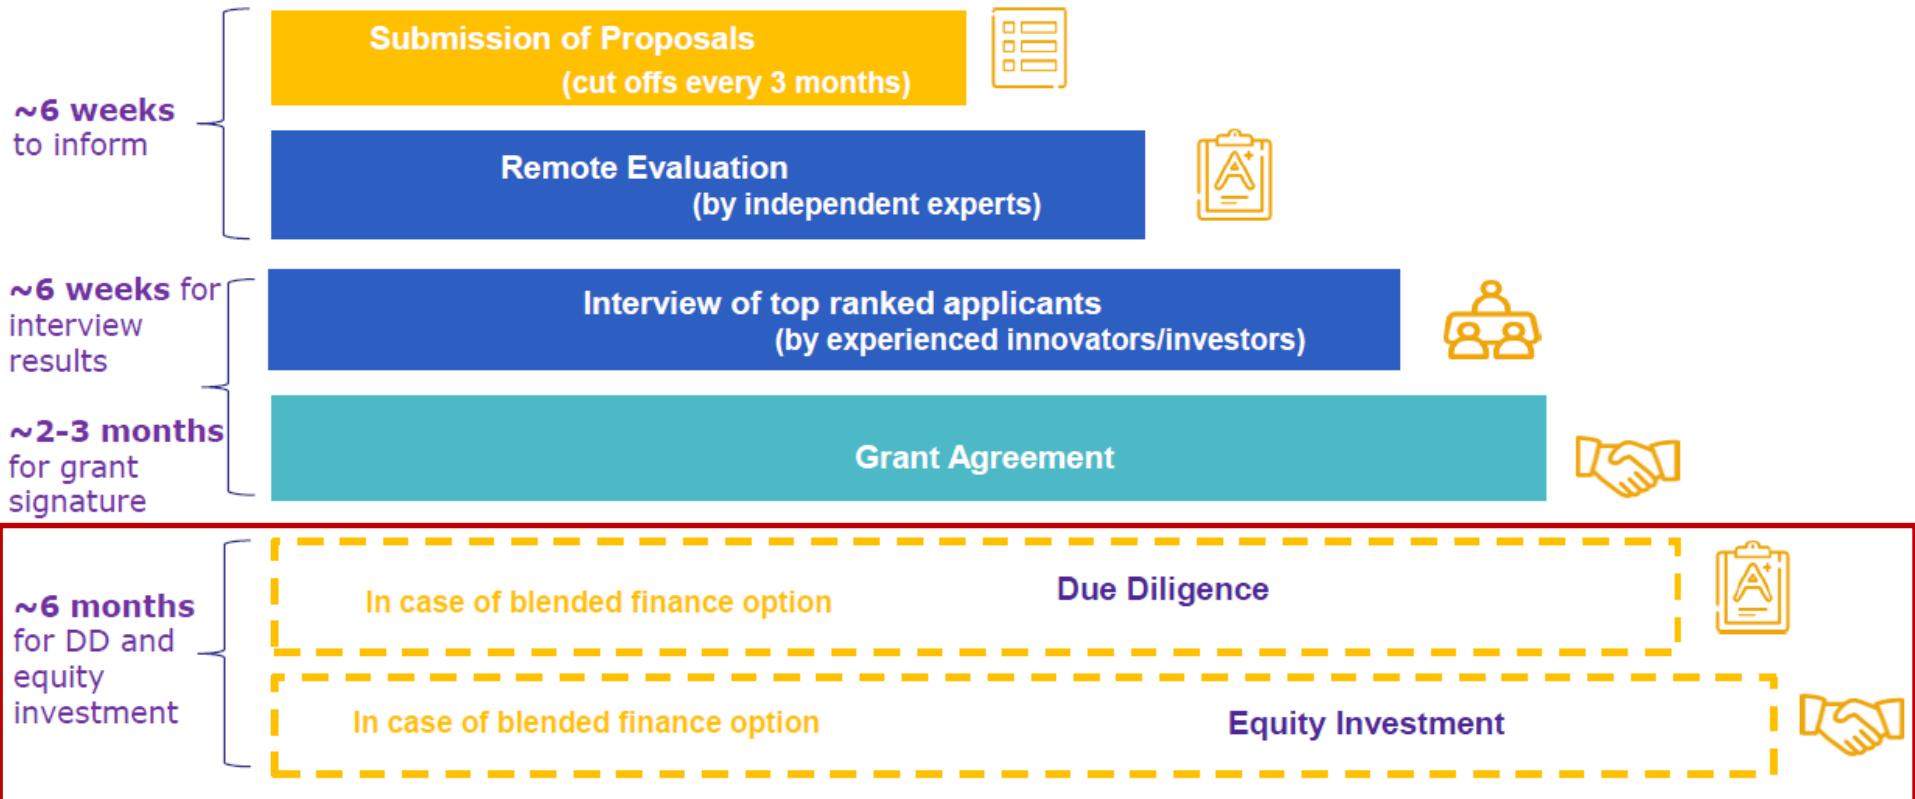 Submission of Proposals
(cut offs every 3 months)
~6 weeks
to inform
Remote Evaluation
(by independent experts)
A+
~6 weeks for
interview
results
Interview of top ranked applicants
(by experienced innovators/investors)
~2-3 months
for grant
signature
Grant Agreement
~6 months
for DD and
equity
investment
In case of blended finance option
Due Diligence
A+
In case of blended finance option
Equity Investment